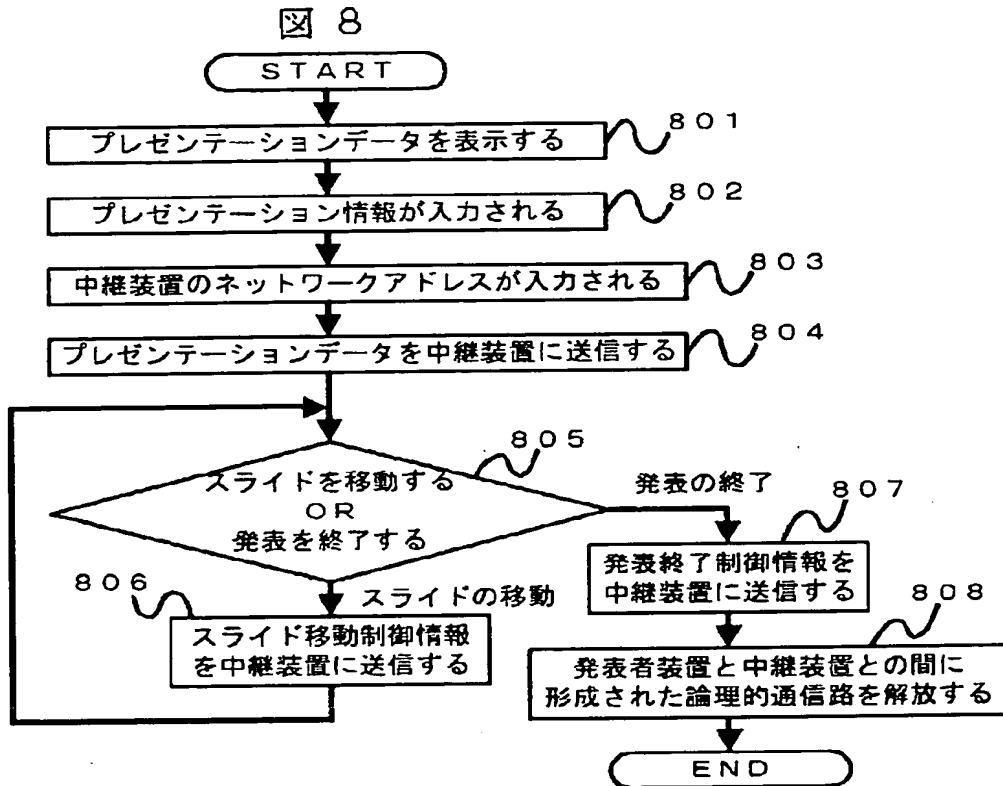 図 8
START
プレゼンテーションデータを表示する
801
プレゼンテーション情報が入力される
802
中継装置のネットワークアドレスが入力される
803
プレゼンテーションデータを中継装置に送信する
804
805
スライドを移動する
OR
発表を終了する
発表の終了
807
発表終了制御情報を
中継装置に送信する
806
スライドの移動
スライド移動制御情報
を中継装置に送信する
808
発表者装置と中継装置との間に
形成された論理的通信路を解放する
END